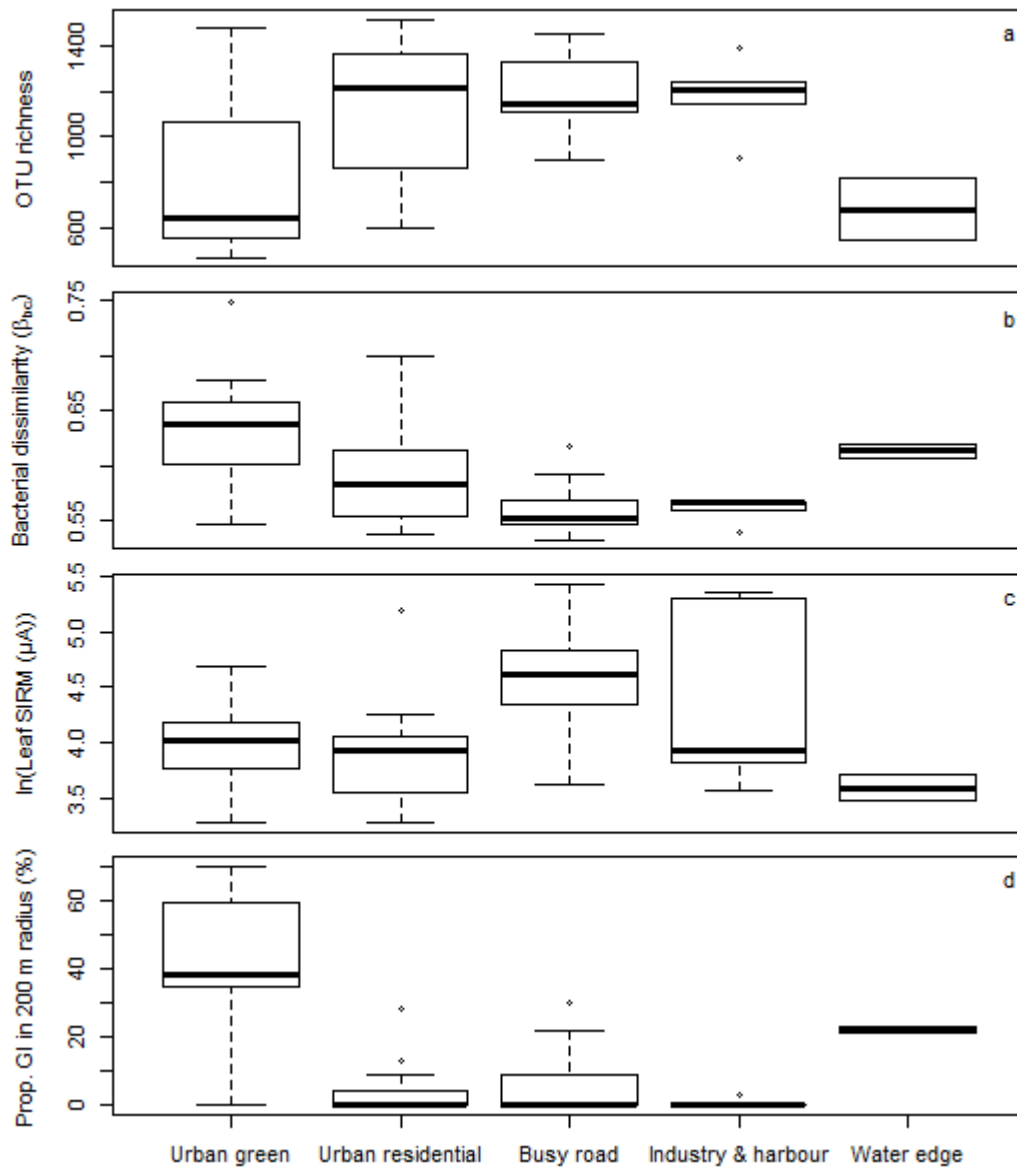 OTU richness
600
1000
1400
a
Bacterial dissimilarity (βbc)
0.55
0.65
0.75
b
ln(Leaf SIRM (µA))
3.5
4.0
4.5
5.0
5.5
c
Prop. GI in 200 m radius (%)
0
20
40
60
d
Urban green
Urban residential
Busy road
Industry & harbour
Water edge